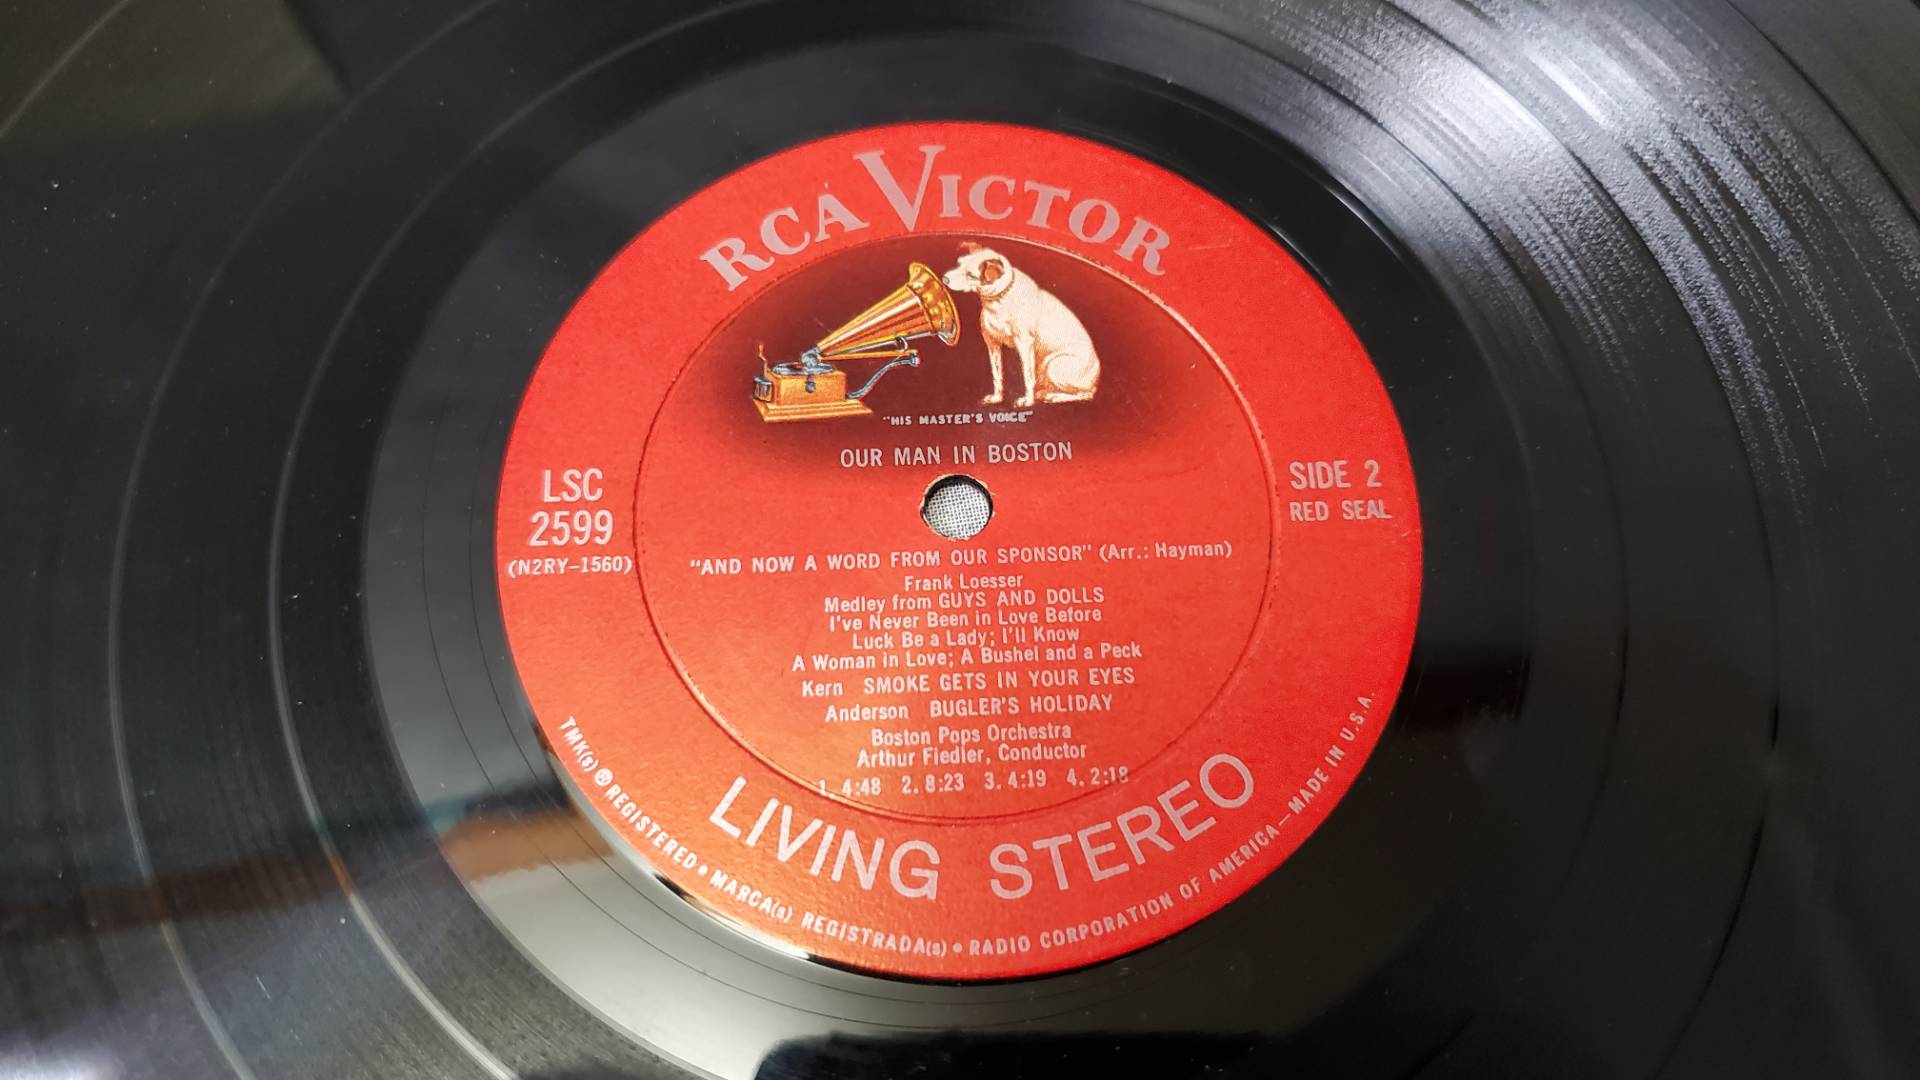 RCA VICTOR
"HIS MASTER'S VOICE"
OUR MAN IN BOSTON
LSC
2599
(N2RY-1560)
SIDE 2
RED SEAL
"AND NOW A WORD FROM OUR SPONSOR" (Arr.: Hayman)
Frank Loesser
Medley from GUYS AND DOLLS
I've Never Been in Love Before
Luck Be a Lady; I'll Know
A Woman in Love; A Bushel and a Peck
Kern SMOKE GETS IN YOUR EYES
Anderson BUGLER'S HOLIDAY
Boston Pops Orchestra
Arthur Fiedler, Conductor
1. 4:48 2. 8:23 3. 4:19 4. 2:18
LIVING STEREO
TMK(s) ® REGISTERED • MARCA(s) REGISTRADA(s) • RADIO CORPORATION OF AMERICA—MADE IN U.S.A.